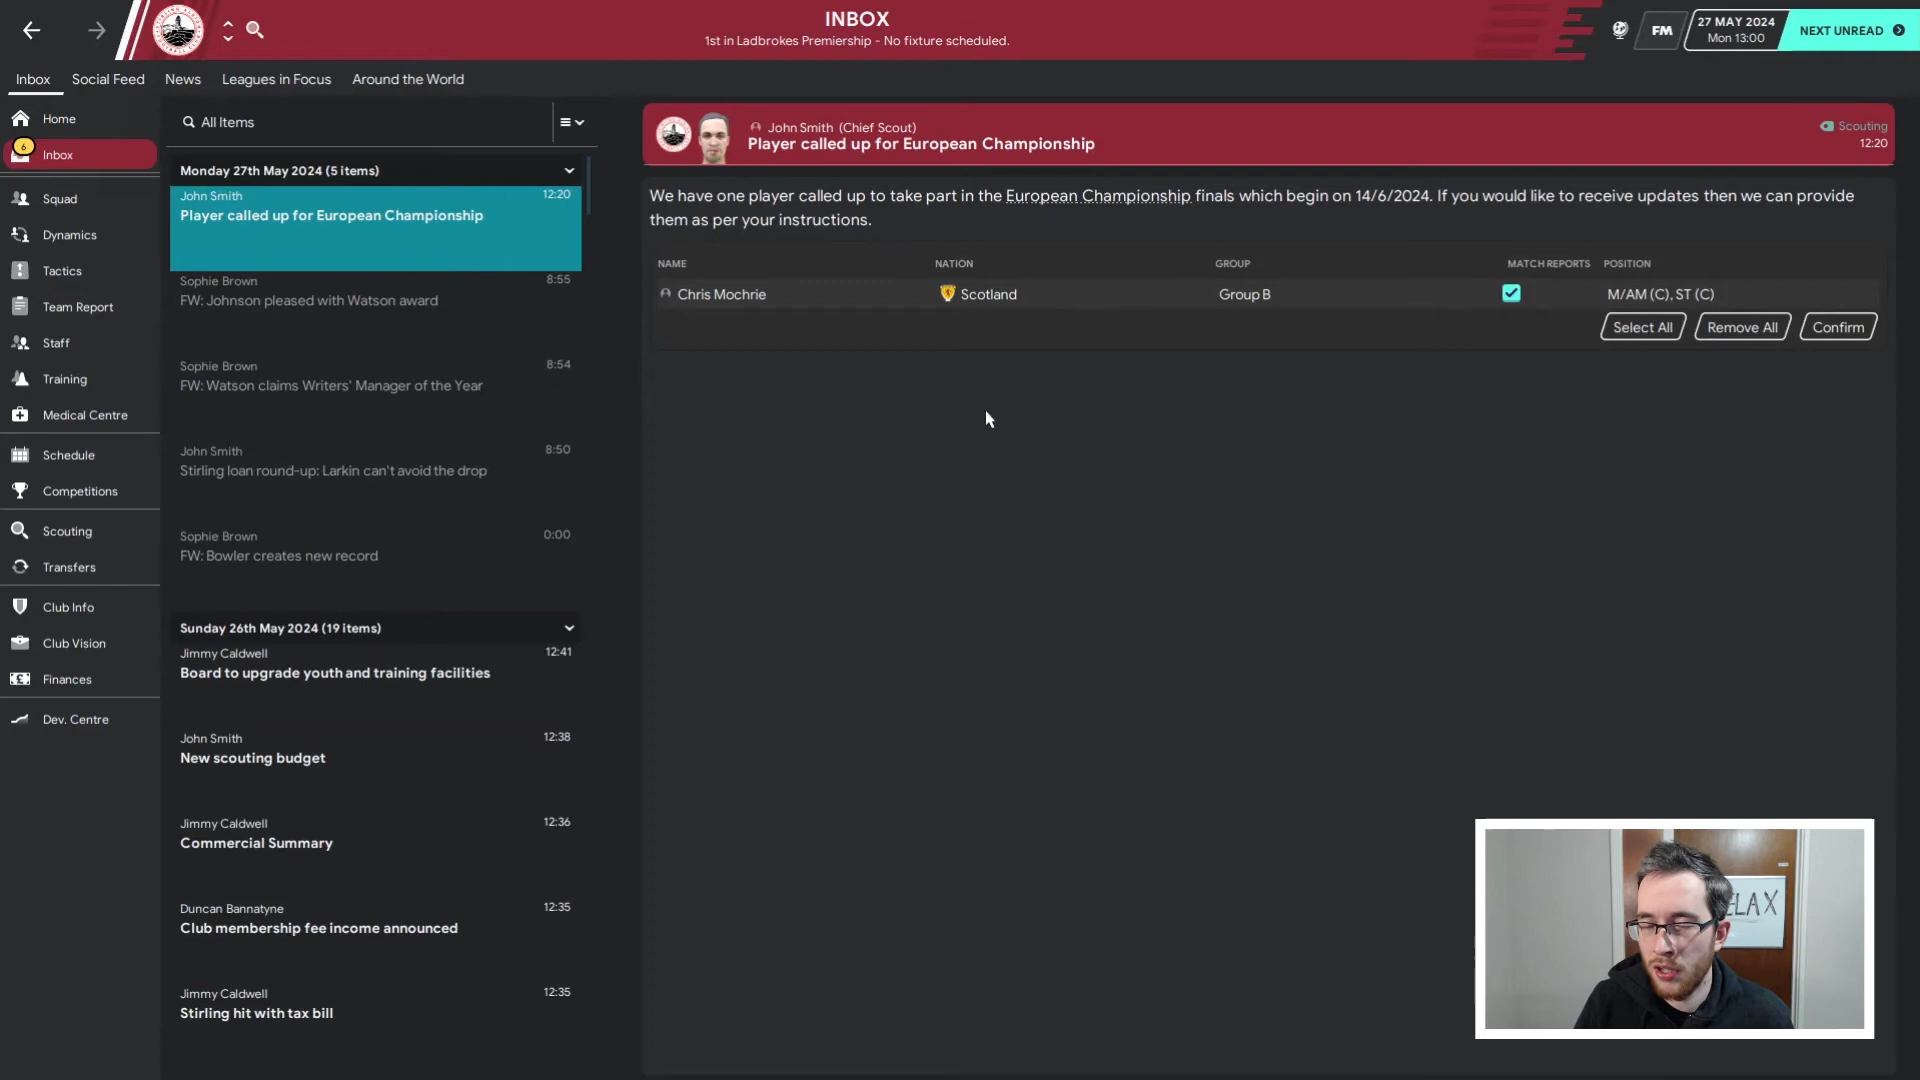 INBOX
1st in Ladbrokes Premiership - No fixture scheduled.
FM
27 MAY 2024
Mon 13:00
NEXT UNREAD
Inbox
Social Feed
News
Leagues in Focus
Around the World
Home
6
Inbox
Squad
Dynamics
Tactics
Team Report
Staff
Training
Medical Centre
Schedule
Competitions
Scouting
Transfers
Club Info
Club Vision
Finances
Dev. Centre
All Items
Monday 27th May 2024 (5 items)
John Smith 12:20
Player called up for European Championship
Sophie Brown 8:55
FW: Johnson pleased with Watson award
Sophie Brown 8:54
FW: Watson claims Writers' Manager of the Year
John Smith 8:50
Stirling loan round-up: Larkin can't avoid the drop
Sophie Brown 0:00
FW: Bowler creates new record
Sunday 26th May 2024 (19 items)
Jimmy Caldwell 12:41
Board to upgrade youth and training facilities
John Smith 12:38
New scouting budget
Jimmy Caldwell 12:36
Commercial Summary
Duncan Bannatyne 12:35
Club membership fee income announced
Jimmy Caldwell 12:35
Stirling hit with tax bill
John Smith (Chief Scout)
Player called up for European Championship
Scouting
12:20
We have one player called up to take part in the European Championship finals which begin on 14/6/2024. If you would like to receive updates then we can provide
them as per your instructions.
NAME NATION GROUP MATCH REPORTS POSITION
Chris Mochrie Scotland Group B M/AM (C), ST (C)
Select All
Remove All
Confirm
ELAX